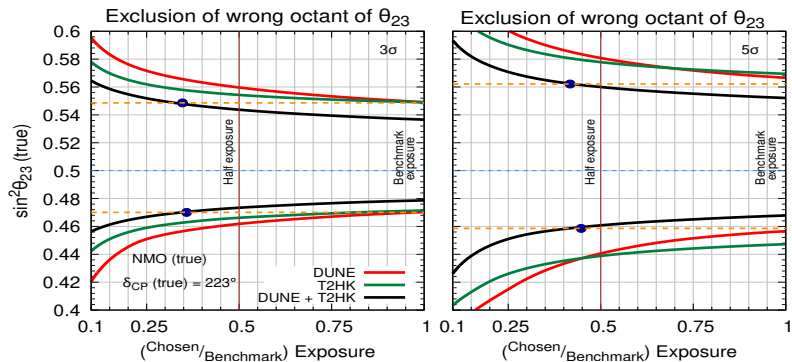 Exclusion of wrong octant of θ23
Exclusion of wrong octant of θ23
sin²θ23 (true)
0.6
0.58
0.56
0.54
0.52
0.5
0.48
0.46
0.44
0.42
0.4
3σ
Half exposure
Benchmark
exposure
NMO (true)
δCP (true) = 223°
DUNE
T2HK
DUNE + T2HK
0.1
0.25
0.5
0.75
1
(Chosen/Benchmark) Exposure
5σ
Half exposure
Benchmark
exposure
0.1
0.25
0.5
0.75
1
(Chosen/Benchmark) Exposure